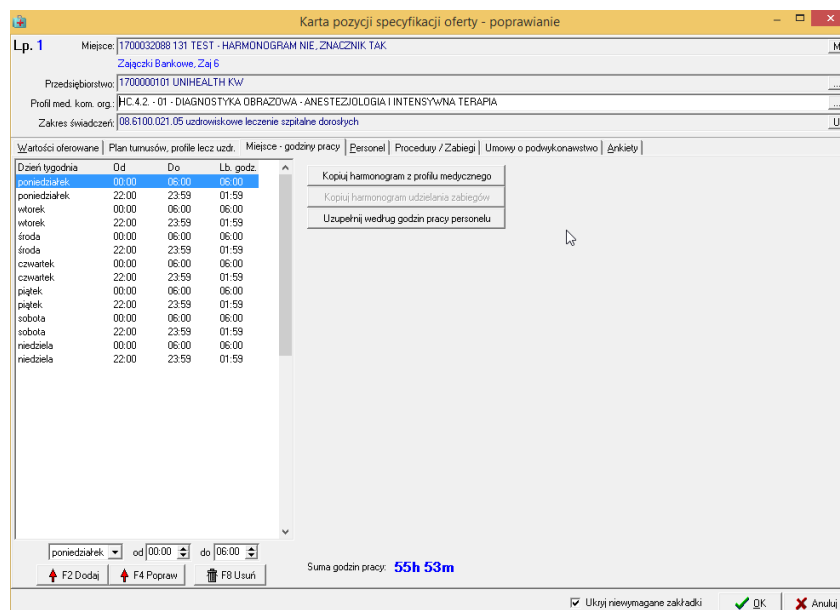 Karta pozycji specyfikacji oferty - poprawianie
Lp. 1
Miejsce: 1700032088 131 TEST - HARMONOGRAM NIE, ZNACZNIK TAK M
Zajączki Bankowe, Zaj 6
Przedsiębiorstwo: 1700000101 UNIHEALTH KW ...
Profil med. kom. org.: HC.4.2. - 01 - DIAGNOSTYKA OBRAZOWA - ANESTEZJOLOGIA I INTENSYWNA TERAPIA ...
Zakres świadczeń: 08.6100.021.05 uzdrowiskowe leczenie szpitalne dorosłych U
Wartości oferowane Plan turnusów, profile lecz uzdr. Miejsce - godziny pracy Personel Procedury / Zabiegi Umowy o podwykonawstwo Ankiety
Dzień tygodnia Od Do Lb. godz.
poniedziałek 00:00 06:00 06:00
poniedziałek 22:00 23:59 01:59
wtorek 00:00 06:00 06:00
wtorek 22:00 23:59 01:59
środa 00:00 06:00 06:00
środa 22:00 23:59 01:59
czwartek 00:00 06:00 06:00
czwartek 22:00 23:59 01:59
piątek 00:00 06:00 06:00
piątek 22:00 23:59 01:59
sobota 00:00 06:00 06:00
sobota 22:00 23:59 01:59
niedziela 00:00 06:00 06:00
niedziela 22:00 23:59 01:59
Kopiuj harmonogram z profilu medycznego
Kopiuj harmonogram udzielania zabiegów
Uzupełnij według godzin pracy personelu
poniedziałek od 00:00 do 06:00
F2 Dodaj F4 Popraw F8 Usuń
Suma godzin pracy: 55h 53m
Ukryj niewymagane zakładki OK Anuluj